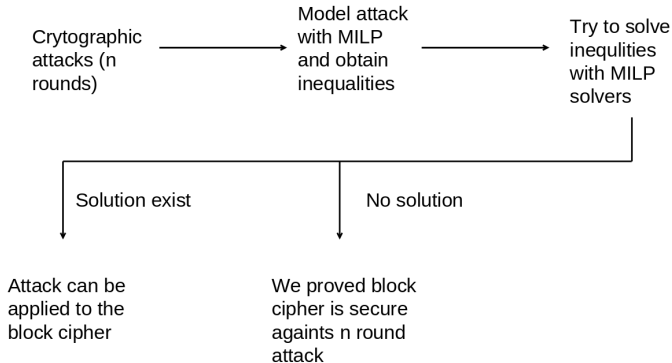 Crytographic
attacks (n
rounds)
Model attack
with MILP
and obtain
inequalities
Try to solve
inequlities
with MILP
solvers
Solution exist
No solution
Attack can be
applied to the
block cipher
We proved block
cipher is secure
againts n round
attack